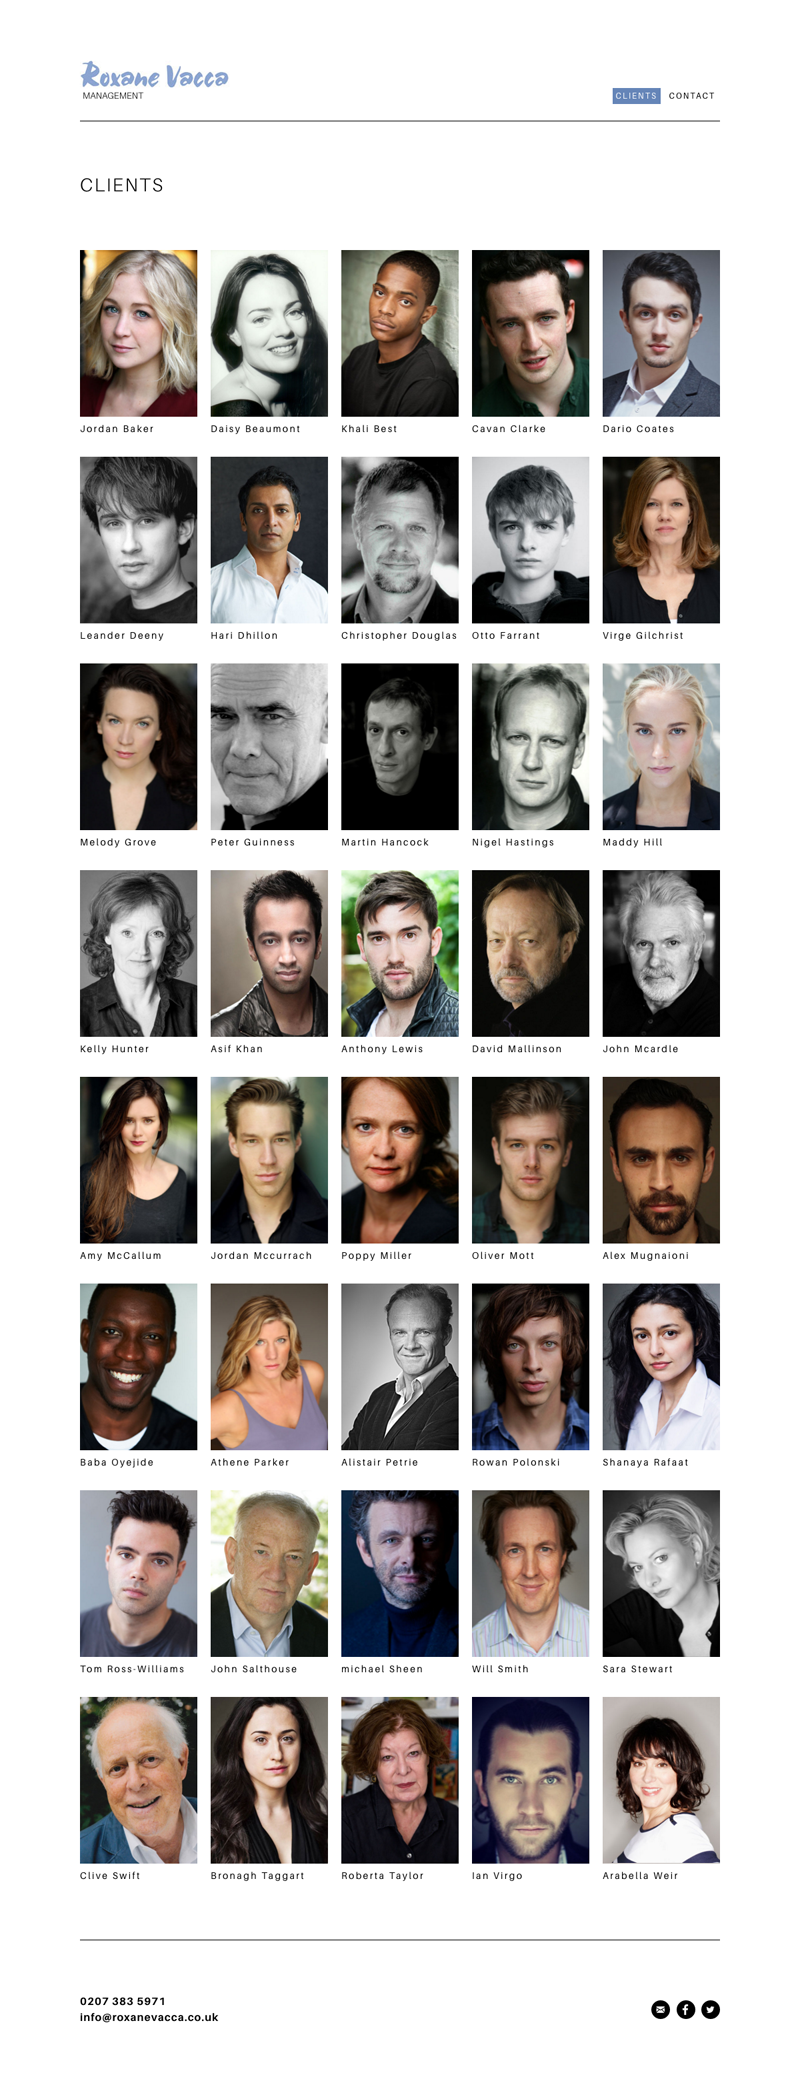 Roxane Vacca
MANAGEMENT
CLIENTS CONTACT
CLIENTS
Jordan Baker
Daisy Beaumont
Khali Best
Cavan Clarke
Dario Coates
Leander Deeny
Hari Dhillon
Christopher Douglas
Otto Farrant
Virge Gilchrist
Melody Grove
Peter Guinness
Martin Hancock
Nigel Hastings
Maddy Hill
Kelly Hunter
Asif Khan
Anthony Lewis
David Mallinson
John Mcardle
Amy McCallum
Jordan Mccurrach
Poppy Miller
Oliver Mott
Alex Mugnaioni
Baba Oyejide
Athene Parker
Alistair Petrie
Rowan Polonski
Shanaya Rafaat
Tom Ross-Williams
John Salthouse
michael Sheen
Will Smith
Sara Stewart
Clive Swift
Bronagh Taggart
Roberta Taylor
Ian Virgo
Arabella Weir
0207 383 5971
info@roxanevacca.co.uk